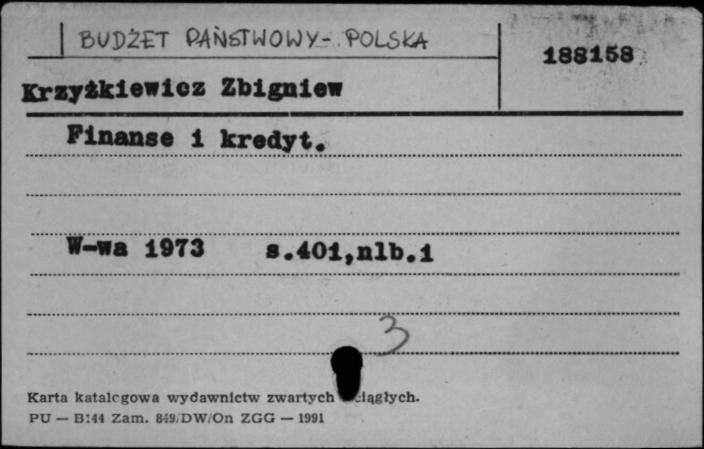 BUDŻET PAŃSTWOWY - POLSKA
188158
Krzyżkiewicz Zbigniew
Finanse i kredyt.
W-wa 1973 s.401,nlb.1
3
Karta katalogowa wydawnictw zwartych ciągłych.
PU — B144 Zam. 849/DW/On ZGG — 1991